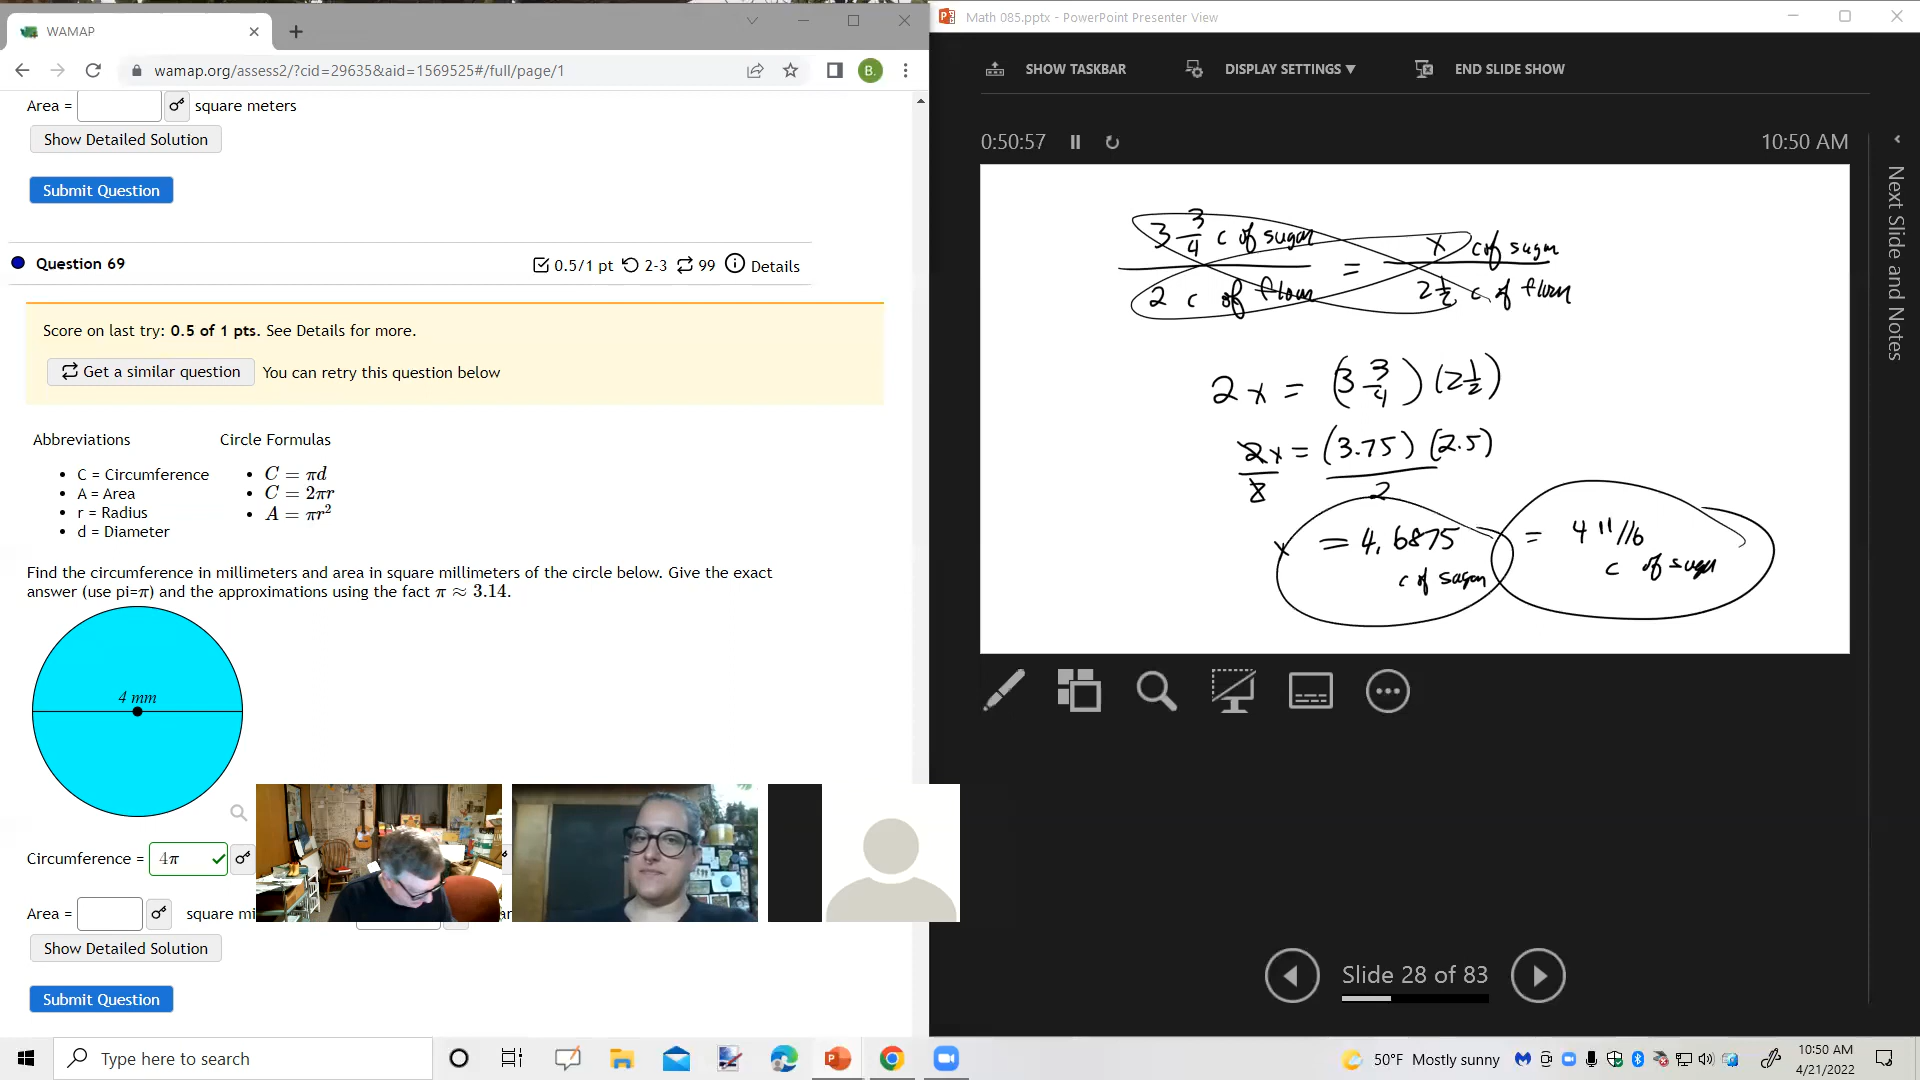 WAMAP
wamap.org/assess2/?cid=29635&aid=1569525#/full/page/1
B.
Area = square meters
Show Detailed Solution
Submit Question
Question 69
0.5/1 pt 2-3 99 Details
Score on last try: 0.5 of 1 pts. See Details for more.
Get a similar question You can retry this question below
Abbreviations
C = Circumference
A = Area
r = Radius
d = Diameter
Circle Formulas
C = πd
C = 2πr
A = πr²
Find the circumference in millimeters and area in square millimeters of the circle below. Give the exact
answer (use pi=π) and the approximations using the fact π ≈ 3.14.
4 mm
Circumference = 4π
Area = square mi
Show Detailed Solution
Submit Question
Math 085.pptx - PowerPoint Presenter View
SHOW TASKBAR DISPLAY SETTINGS ▼ END SLIDE SHOW
0:50:57 10:50 AM
Next Slide and Notes
3 3/4 c of sugar / 2 c of flour = x c of sugar / 2 1/2 c of flour
2x = (3 3/4) (2 1/2)
2x / 2 = (3.75) (2.5) / 2
x = 4.6875 = 4 11/16
c of sugar c of sugar
Slide 28 of 83
Type here to search
50°F Mostly sunny
10:50 AM
4/21/2022